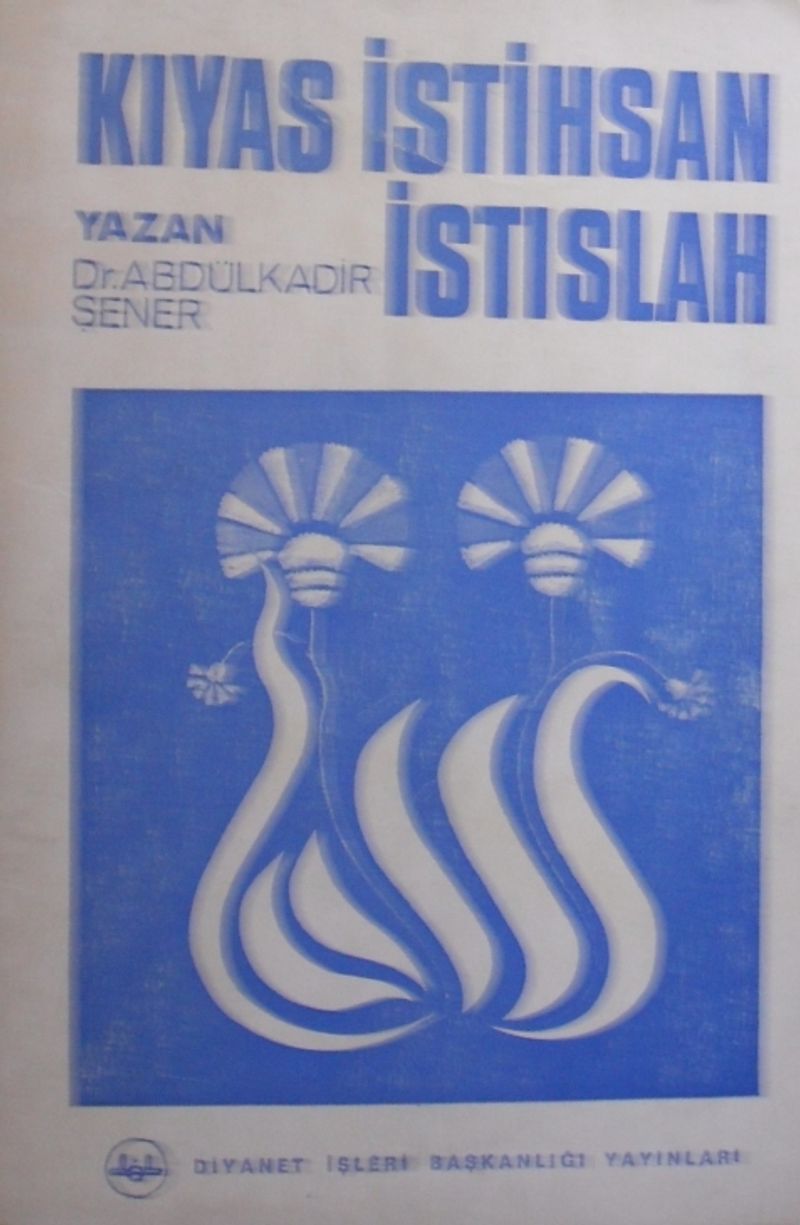 KIYAS İSTİHSAN
İSTISLAH
YAZAN
Dr. ABDÜLKADİR
ŞENER
DİYANET İŞLERİ BAŞKANLIĞI YAYINLARI